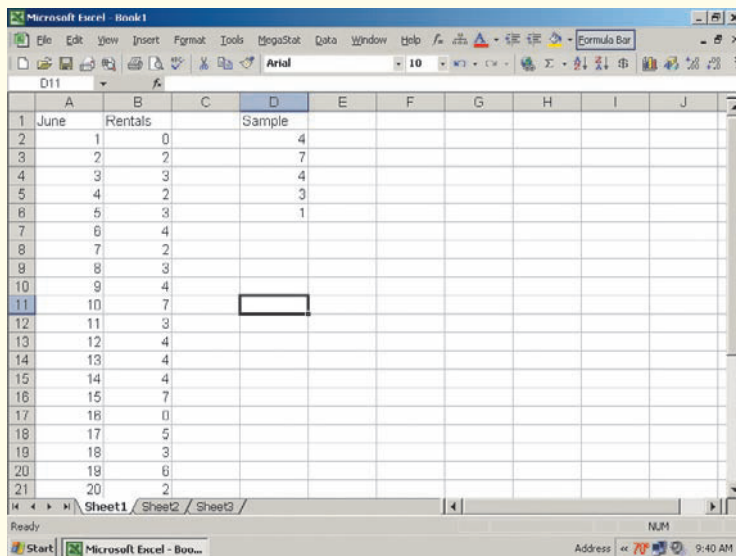 Microsoft Excel - Book1
File Edit View Insert Format Tools MegaStat Data Window Help Formula Bar
Arial 10
D11 fx
A B C D E F G H I J
1 June Rentals Sample
2 1 0 4
3 2 2 7
4 3 3 4
5 4 2 3
6 5 3 1
7 6 4
8 7 2
9 8 3
10 9 4
11 10 7
12 11 3
13 12 4
14 13 4
15 14 4
16 15 7
17 16 0
18 17 5
19 18 3
20 19 6
21 20 2
Sheet1 / Sheet2 / Sheet3 /
Ready NUM
Start Microsoft Excel - Boo... Address « 70° 9:40 AM